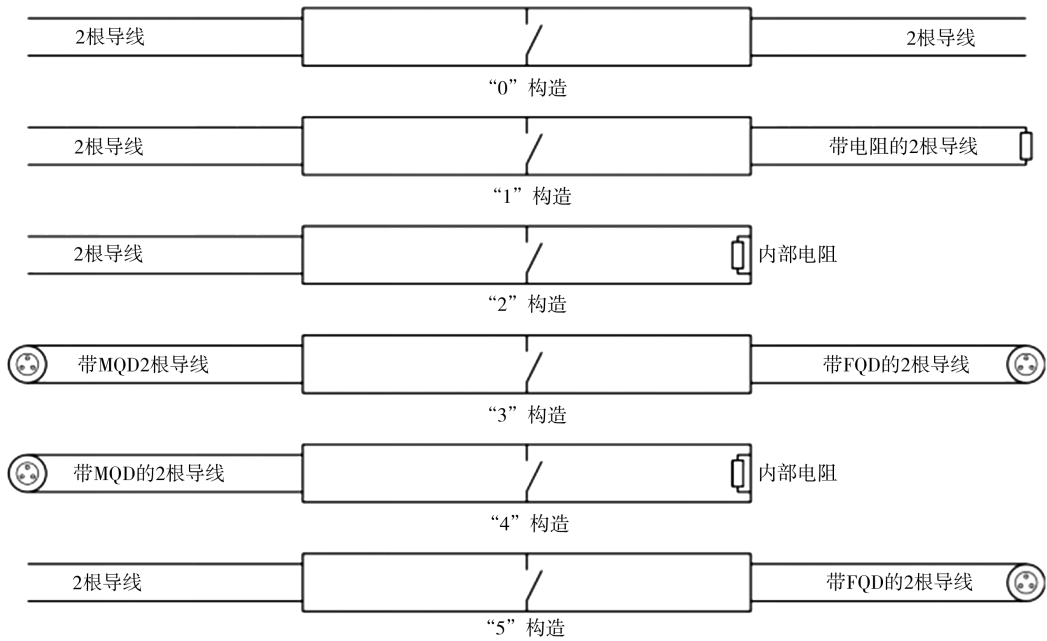 2根导线 2根导线
“0”构造
2根导线 带电阻的2根导线
“1”构造
2根导线 内部电阻
“2”构造
带MQD2根导线 带FQD的2根导线
“3”构造
带MQD的2根导线 内部电阻
“4”构造
2根导线 带FQD的2根导线
“5”构造